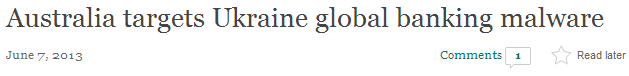 Australia targets Ukraine global banking malware
June 7, 2013 Comments 1 Read later